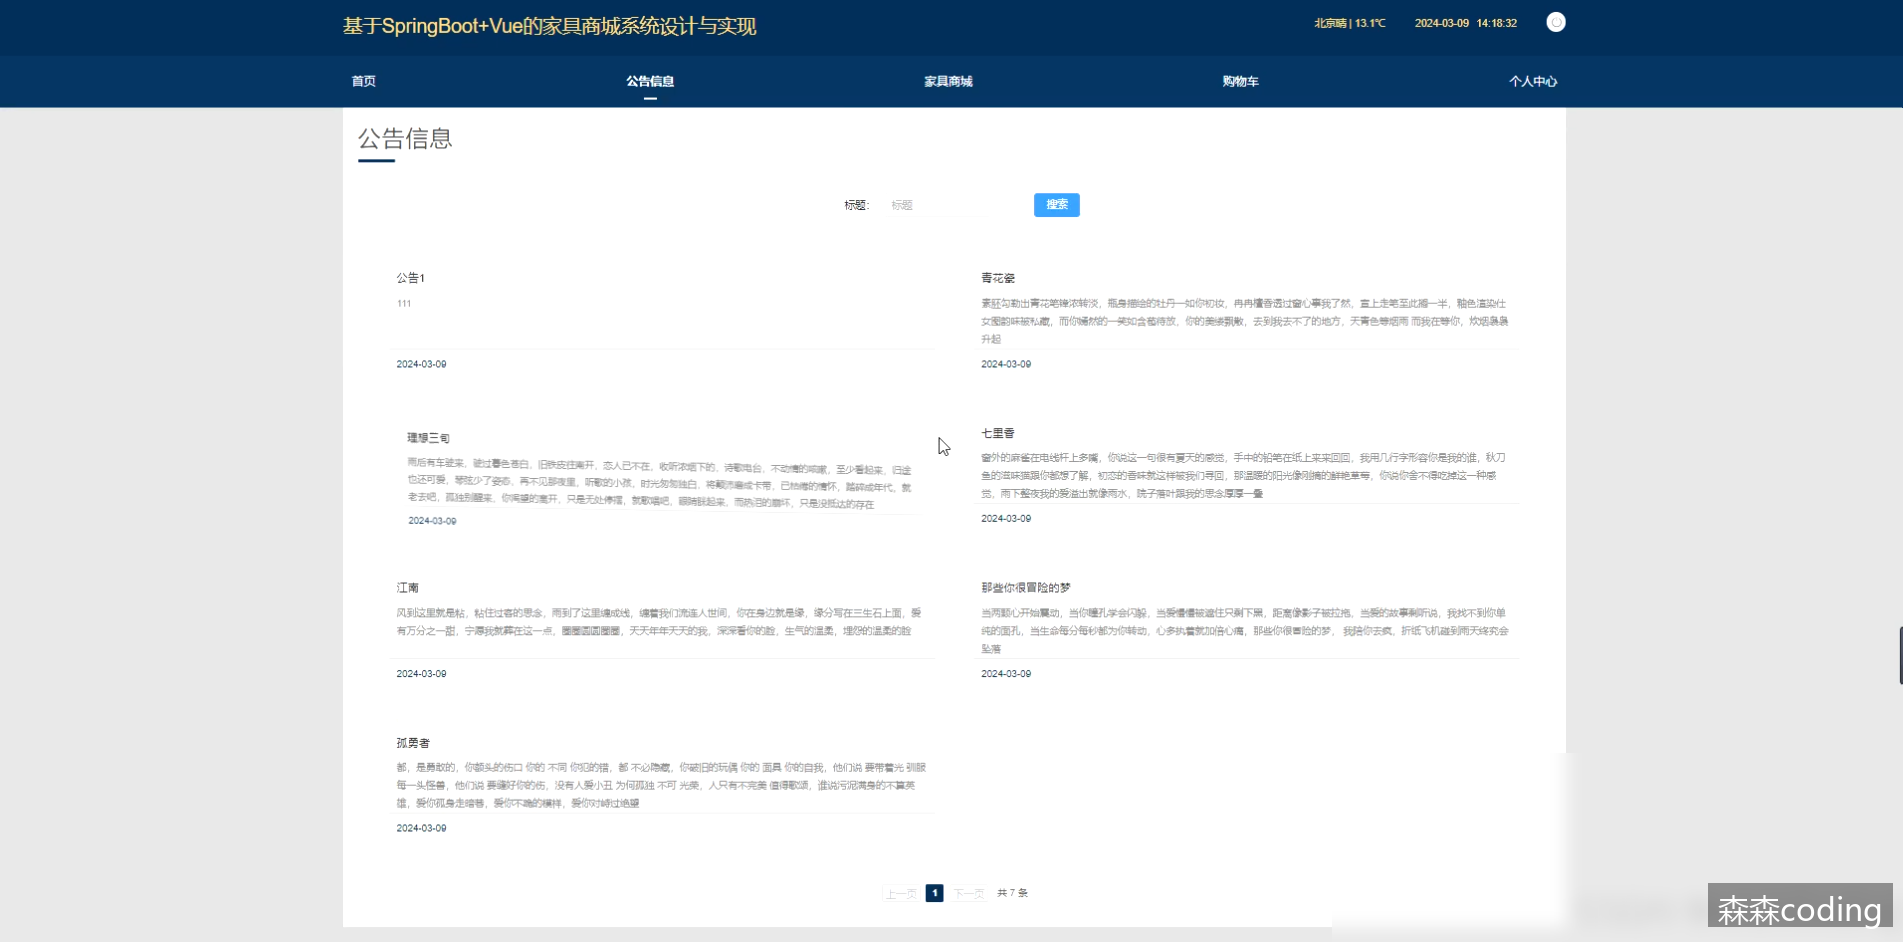 基于SpringBoot+Vue的家具商城系统设计与实现
北京晴 | 13.1℃ 2024-03-09 14:18:32
首页 公告信息 家具商城 购物车 个人中心
公告信息
标题: 标题 搜索
公告1
111
2024-03-09
青花瓷
素胚勾勒出青花笔锋浓转淡，瓶身描绘的牡丹一如你初妆，冉冉檀香透过窗心事我了然，宣上走笔至此搁一半，釉色渲染仕
女图韵味被私藏，而你嫣然的一笑如含苞待放，你的美缕飘散，去到我去不了的地方，天青色等烟雨 而我在等你，炊烟袅袅
升起
2024-03-09
理想三旬
雨后有车驶来，驶过暮色苍白，旧铁皮往南开，恋人已不在，收听浓烟下的，诗歌电台，不动情的咳嗽，至少看起来，归途
也还可爱，琴弦少了姿态，再不见那夜里，听歌的小孩，时光匆匆独白，将颠沛磨成卡带，已枯倦的情怀，踏碎成年代，就
老去吧，孤独别醒来，你渴望的离开，只是无处停摆，就歌唱吧，眼睛眯起来，而热泪的崩坏，只是没抵达的存在
2024-03-09
七里香
窗外的麻雀在电线杆上多嘴，你说这一句很有夏天的感觉，手中的铅笔在纸上来来回回，我用几行字形容你是我的谁，秋刀
鱼的滋味猫跟你都想了解，初恋的香味就这样被我们寻回，那温暖的阳光像刚摘的鲜艳草莓，你说你舍不得吃掉这一种感
觉，雨下整夜我的爱溢出就像雨水，院子落叶跟我的思念厚厚一叠
2024-03-09
江南
风到这里就是粘，粘住过客的思念，雨到了这里缠成线，缠着我们流连人世间，你在身边就是缘，缘分写在三生石上面，爱
有万分之一甜，宁愿我就葬在这一点，圈圈圆圆圈圈，天天年年天天的我，深深看你的脸，生气的温柔，埋怨的温柔的脸
2024-03-09
那些你很冒险的梦
当两颗心开始震动，当你瞳孔学会闪躲，当爱慢慢被遮住只剩下黑，距离像影子被拉拖，当爱的故事剩听说，我找不到你单
纯的面孔，当生命每分每秒都为你转动，心多执着就加倍心痛，那些你很冒险的梦， 我陪你去疯，折纸飞机碰到雨天终究会
坠落
2024-03-09
孤勇者
都，是勇敢的，你额头的伤口 你的 不同 你犯的错，都 不必隐藏，你破旧的玩偶 你的 面具 你的自我，他们说 要带着光 驯服
每一头怪兽，他们说 要缝好你的伤，没有人爱小丑 为何孤独 不可 光荣，人只有不完美 值得歌颂，谁说污泥满身的不算英
雄，爱你孤身走暗巷，爱你不跪的模样，爱你对峙过绝望
2024-03-09
上一页 1 下一页 共 7 条
森森coding